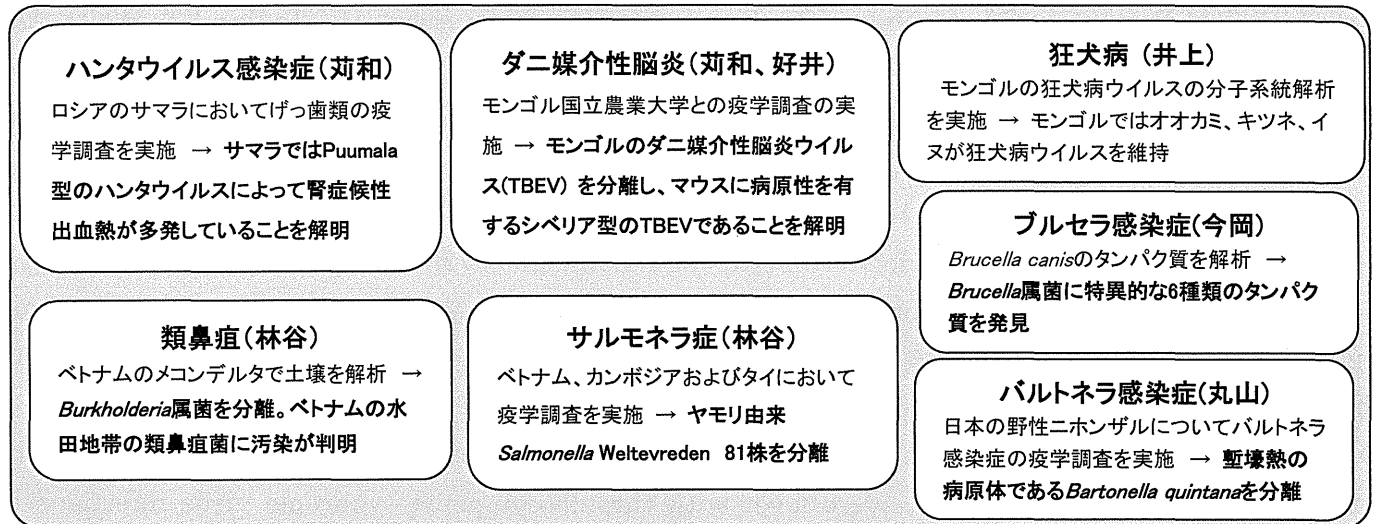 ハンタウイルス感染症(苅和)
ロシアのサマラにおいてげっ歯類の疫
学調査を実施 → サマラではPuumala
型のハンタウイルスによって腎症候性
出血熱が多発していることを解明
ダニ媒介性脳炎(苅和、好井)
モンゴル国立農業大学との疫学調査の実
施 → モンゴルのダニ媒介性脳炎ウイル
ス(TBEV) を分離し、マウスに病原性を有
するシベリア型のTBEVであることを解明
狂犬病 (井上)
モンゴルの狂犬病ウイルスの分子系統解析
を実施 → モンゴルではオオカミ、キツネ、イ
ヌが狂犬病ウイルスを維持
ブルセラ感染症(今岡)
Brucella canisのタンパク質を解析 →
Brucella属菌に特異的な6種類のタンパク
質を発見
類鼻疽(林谷)
ベトナムのメコンデルタで土壌を解析 →
Burkholderia属菌を分離。ベトナムの水
田地帯の類鼻疽菌に汚染が判明
サルモネラ症(林谷)
ベトナム、カンボジアおよびタイにおいて
疫学調査を実施 → ヤモリ由来
Salmonella Weltevreden 81株を分離
バルトネラ感染症(丸山)
日本の野性ニホンザルについてバルトネラ
感染症の疫学調査を実施 → 塹壕熱の
病原体であるBartonella quintanaを分離